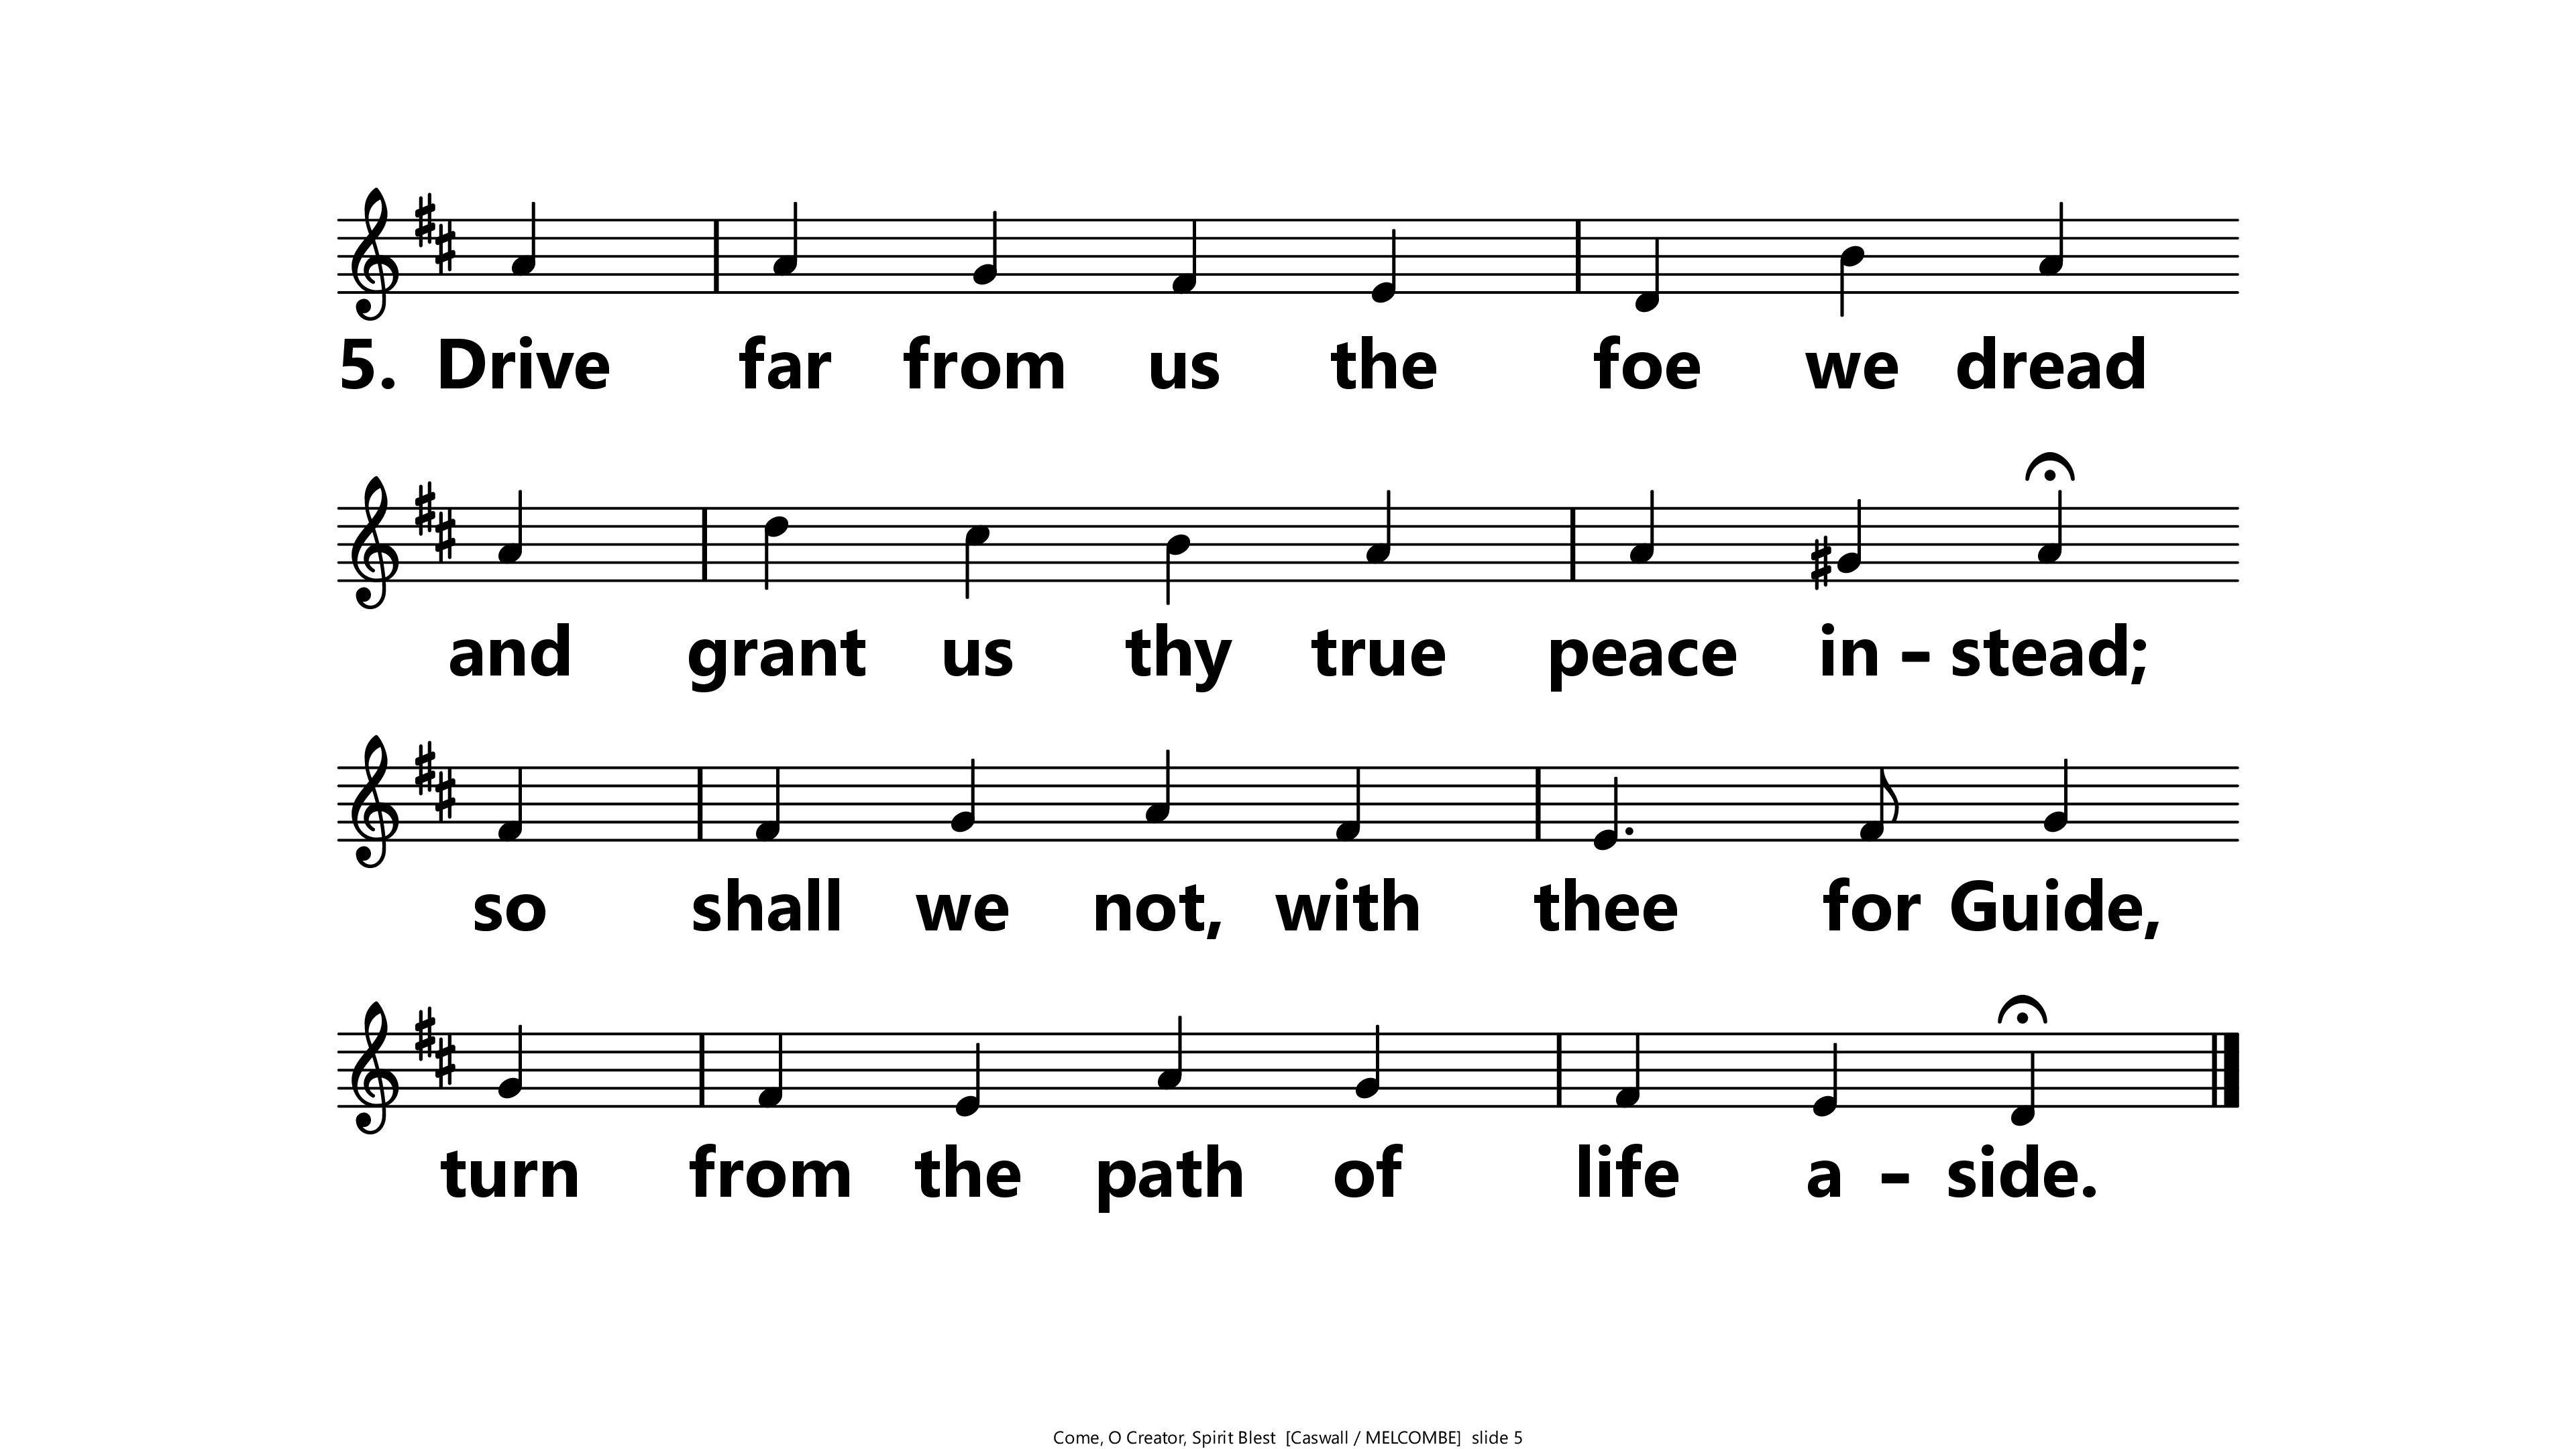 5. Drive far from us the foe we dread
and grant us thy true peace in - stead;
so shall we not, with thee for Guide,
turn from the path of life a - side.
Come, O Creator, Spirit Blest [Caswall / MELCOMBE] slide 5